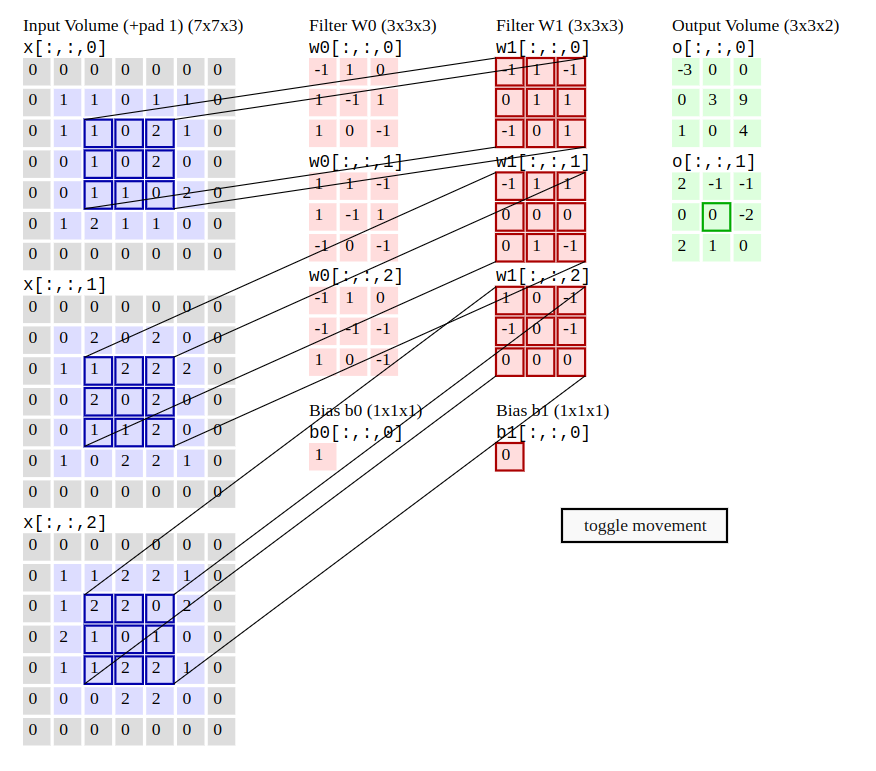 Input Volume (+pad 1) (7x7x3)
x[:,:,0]
0 0 0 0 0 0 0
0 1 1 0 1 1 0
0 1 1 0 2 1 0
0 0 1 0 2 0 0
0 0 1 1 0 2 0
0 1 2 1 1 0 0
0 0 0 0 0 0 0
x[:,:,1]
0 0 0 0 0 0 0
0 0 2 0 2 0 0
0 1 1 2 2 2 0
0 0 2 0 2 0 0
0 0 1 1 2 0 0
0 1 0 2 2 1 0
0 0 0 0 0 0 0
x[:,:,2]
0 0 0 0 0 0 0
0 1 1 2 2 1 0
0 1 2 2 0 2 0
0 2 1 0 1 0 0
0 1 1 2 2 1 0
0 0 0 2 2 0 0
0 0 0 0 0 0 0
Filter W0 (3x3x3)
w0[:,:,0]
-1 1 0
1 -1 1
1 0 -1
w0[:,:,1]
1 1 -1
1 -1 1
-1 0 -1
w0[:,:,2]
-1 1 0
-1 -1 -1
1 0 -1
Bias b0 (1x1x1)
b0[:,:,0]
1
Filter W1 (3x3x3)
w1[:,:,0]
-1 1 -1
0 1 1
-1 0 1
w1[:,:,1]
-1 1 1
0 0 0
0 1 -1
w1[:,:,2]
1 0 -1
-1 0 -1
0 0 0
Bias b1 (1x1x1)
b1[:,:,0]
0
Output Volume (3x3x2)
o[:,:,0]
-3 0 0
0 3 9
1 0 4
o[:,:,1]
2 -1 -1
0 0 -2
2 1 0
toggle movement